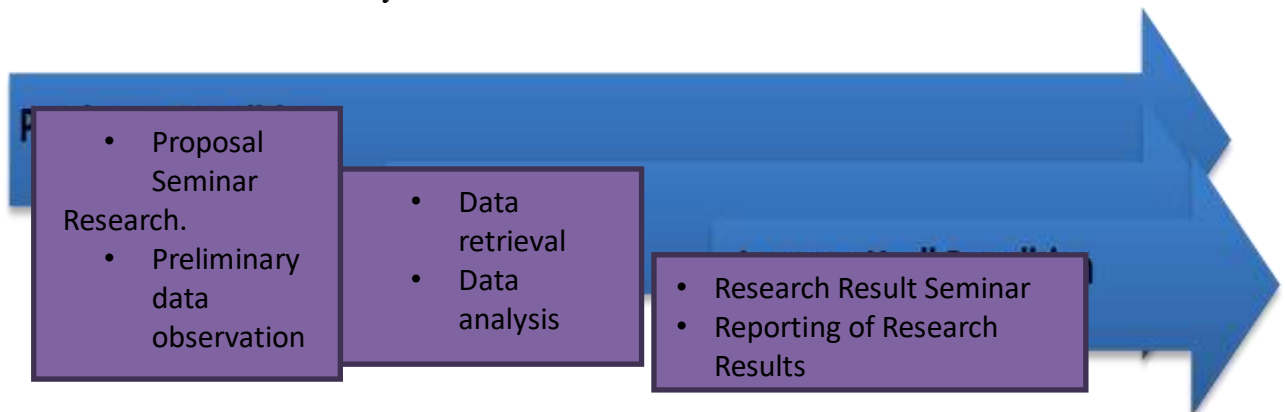 • Proposal
Seminar
Research.
• Preliminary
data
observation
• Data
retrieval
• Data
analysis
• Research Result Seminar
• Reporting of Research
Results